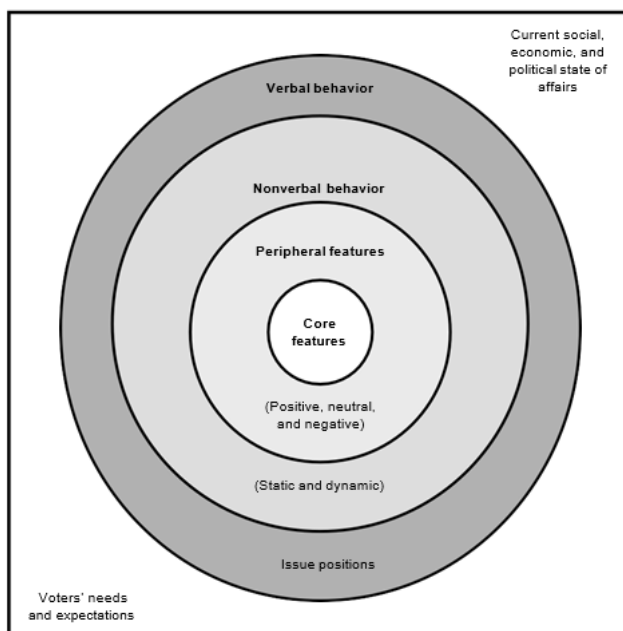 Current social,
economic, and
political state of
affairs
Verbal behavior
Nonverbal behavior
Peripheral features
Core
features
(Positive, neutral,
and negative)
(Static and dynamic)
Issue positions
Voters' needs
and expectations